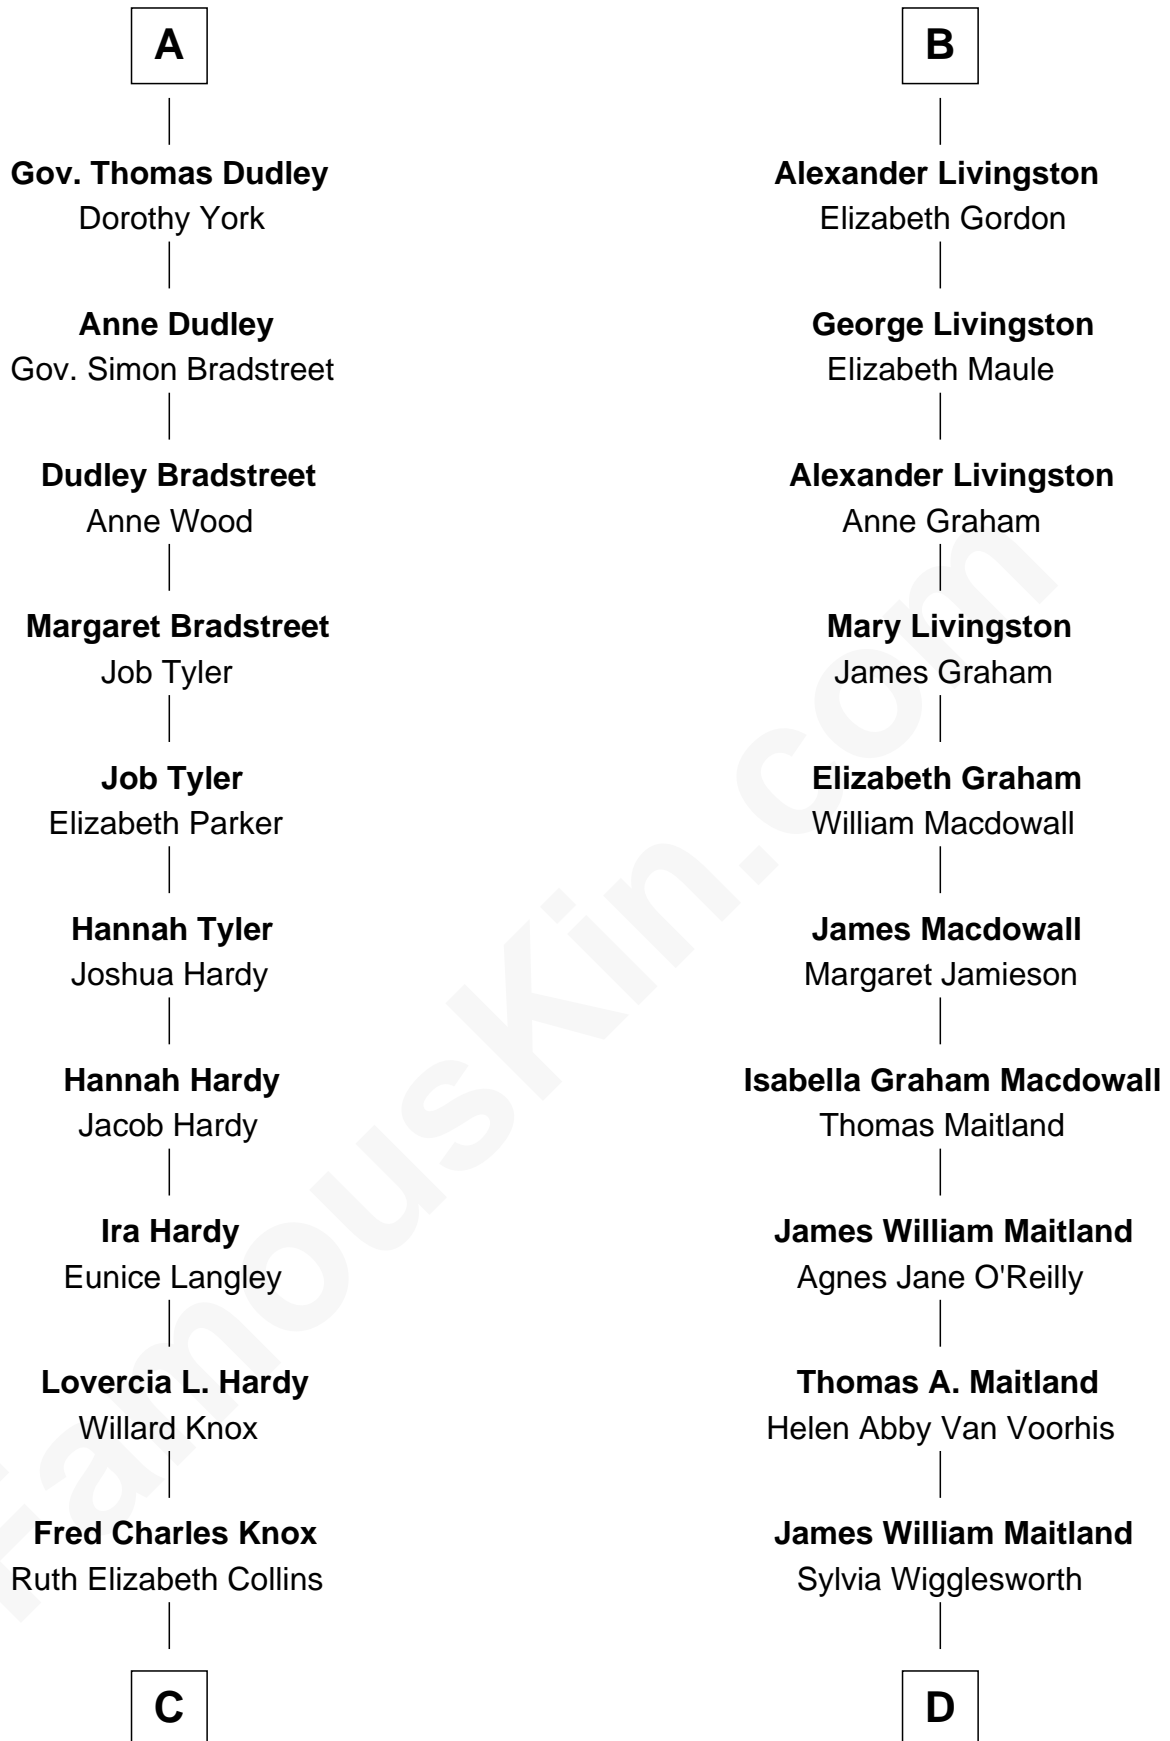 A
Gov. Thomas Dudley
Dorothy York
Anne Dudley
Gov. Simon Bradstreet
Dudley Bradstreet
Anne Wood
Margaret Bradstreet
Job Tyler
Job Tyler
Elizabeth Parker
Hannah Tyler
Joshua Hardy
Hannah Hardy
Jacob Hardy
Ira Hardy
Eunice Langley
Lovercia L. Hardy
Willard Knox
Fred Charles Knox
Ruth Elizabeth Collins
C
B
Alexander Livingston
Elizabeth Gordon
George Livingston
Elizabeth Maule
Alexander Livingston
Anne Graham
Mary Livingston
James Graham
Elizabeth Graham
William Macdowall
James Macdowall
Margaret Jamieson
Isabella Graham Macdowall
Thomas Maitland
James William Maitland
Agnes Jane O'Reilly
Thomas A. Maitland
Helen Abby Van Voorhis
James William Maitland
Sylvia Wigglesworth
D
FamousKin.com